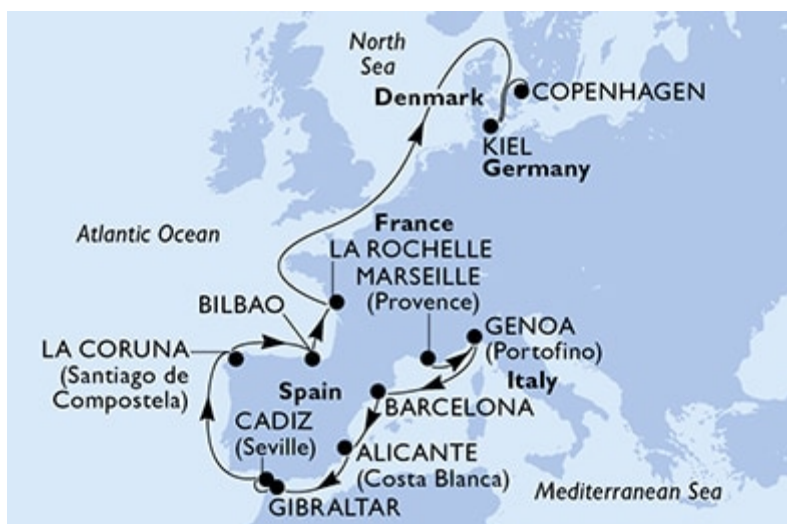 North
Sea
Denmark
COPENHAGEN
KIEL
Germany
Atlantic Ocean
France
LA ROCHELLE
MARSEILLE
(Provence)
BILBAO
GENOA
(Portofino)
Italy
LA CORUNA
(Santiago de
Compostela)
Spain
BARCELONA
CADIZ
(Seville)
ALICANTE
(Costa Blanca)
GIBRALTAR
Mediterranean Sea